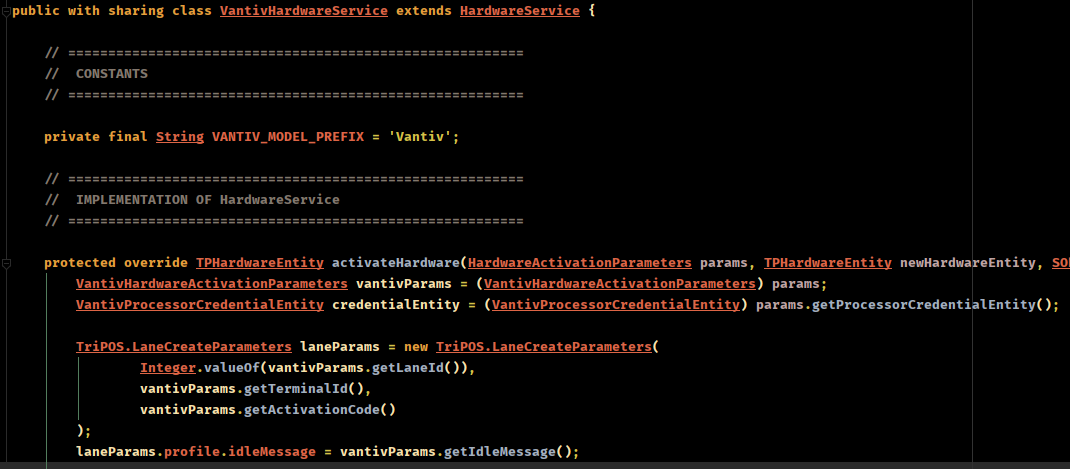 public with sharing class VantivHardwareService extends HardwareService {
// =========================================================
//  CONSTANTS
// =========================================================
private final String VANTIV_MODEL_PREFIX = 'Vantiv';
// =========================================================
//  IMPLEMENTATION OF HardwareService
// =========================================================
protected override TPHardwareEntity activateHardware(HardwareActivationParameters params, TPHardwareEntity newHardwareEntity,
VantivHardwareActivationParameters vantivParams = (VantivHardwareActivationParameters) params;
VantivProcessorCredentialEntity credentialEntity = (VantivProcessorCredentialEntity) params.getProcessorCredentialEntity();
TriPOS.LaneCreateParameters laneParams = new TriPOS.LaneCreateParameters(
Integer.valueOf(vantivParams.getLaneId()),
vantivParams.getTerminalId(),
vantivParams.getActivationCode()
);
laneParams.profile.idleMessage = vantivParams.getIdleMessage();